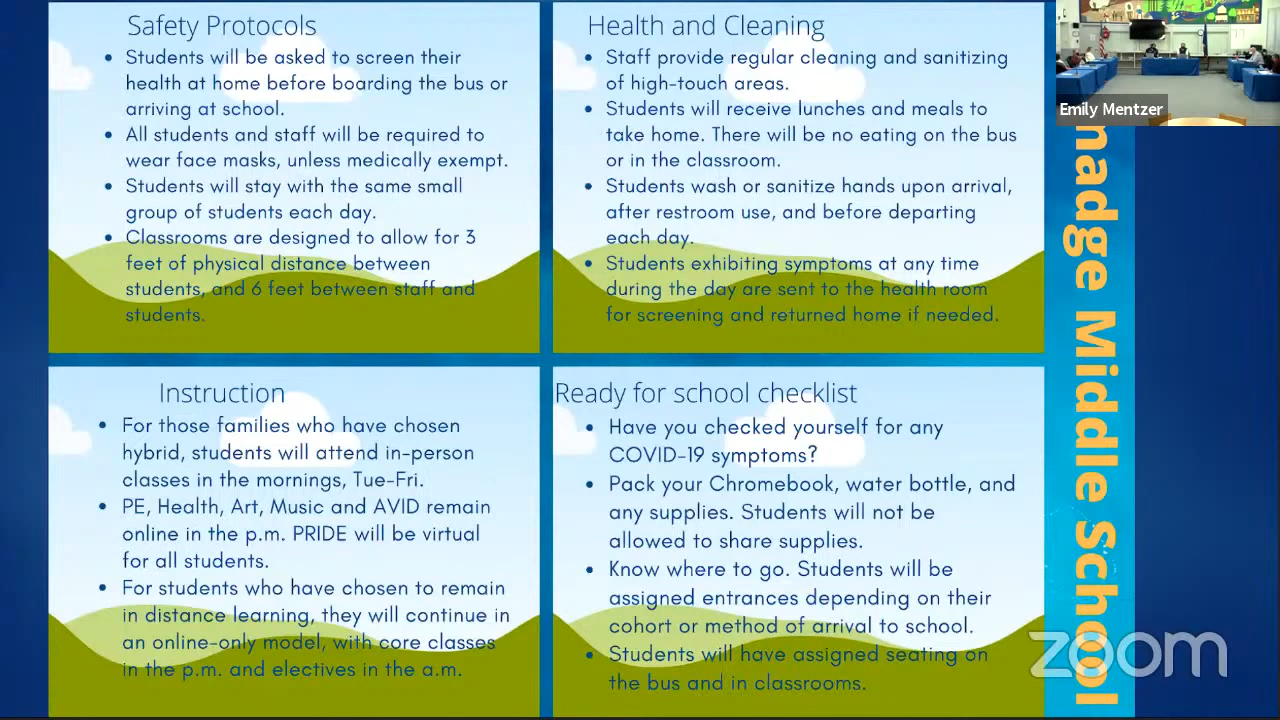 Safety Protocols
• Students will be asked to screen their
health at home before boarding the bus or
arriving at school.
• All students and staff will be required to
wear face masks, unless medically exempt.
• Students will stay with the same small
group of students each day.
• Classrooms are designed to allow for 3
feet of physical distance between
students, and 6 feet between staff and
students.
Health and Cleaning
• Staff provide regular cleaning and sanitizing
of high-touch areas.
• Students will receive lunches and meals to
take home. There will be no eating on the bus
or in the classroom.
• Students wash or sanitize hands upon arrival,
after restroom use, and before departing
each day.
• Students exhibiting symptoms at any time
during the day are sent to the health room
for screening and returned home if needed.
Instruction
• For those families who have chosen
hybrid, students will attend in-person
classes in the mornings, Tue-Fri.
• PE, Health, Art, Music and AVID remain
online in the p.m. PRIDE will be virtual
for all students.
• For students who have chosen to remain
in distance learning, they will continue in
an online-only model, with core classes
in the p.m. and electives in the a.m.
Ready for school checklist
• Have you checked yourself for any
COVID-19 symptoms?
• Pack your Chromebook, water bottle, and
any supplies. Students will not be
allowed to share supplies.
• Know where to go. Students will be
assigned entrances depending on their
cohort or method of arrival to school.
• Students will have assigned seating on
the bus and in classrooms.
Emily Mentzer
Middle School
zoom